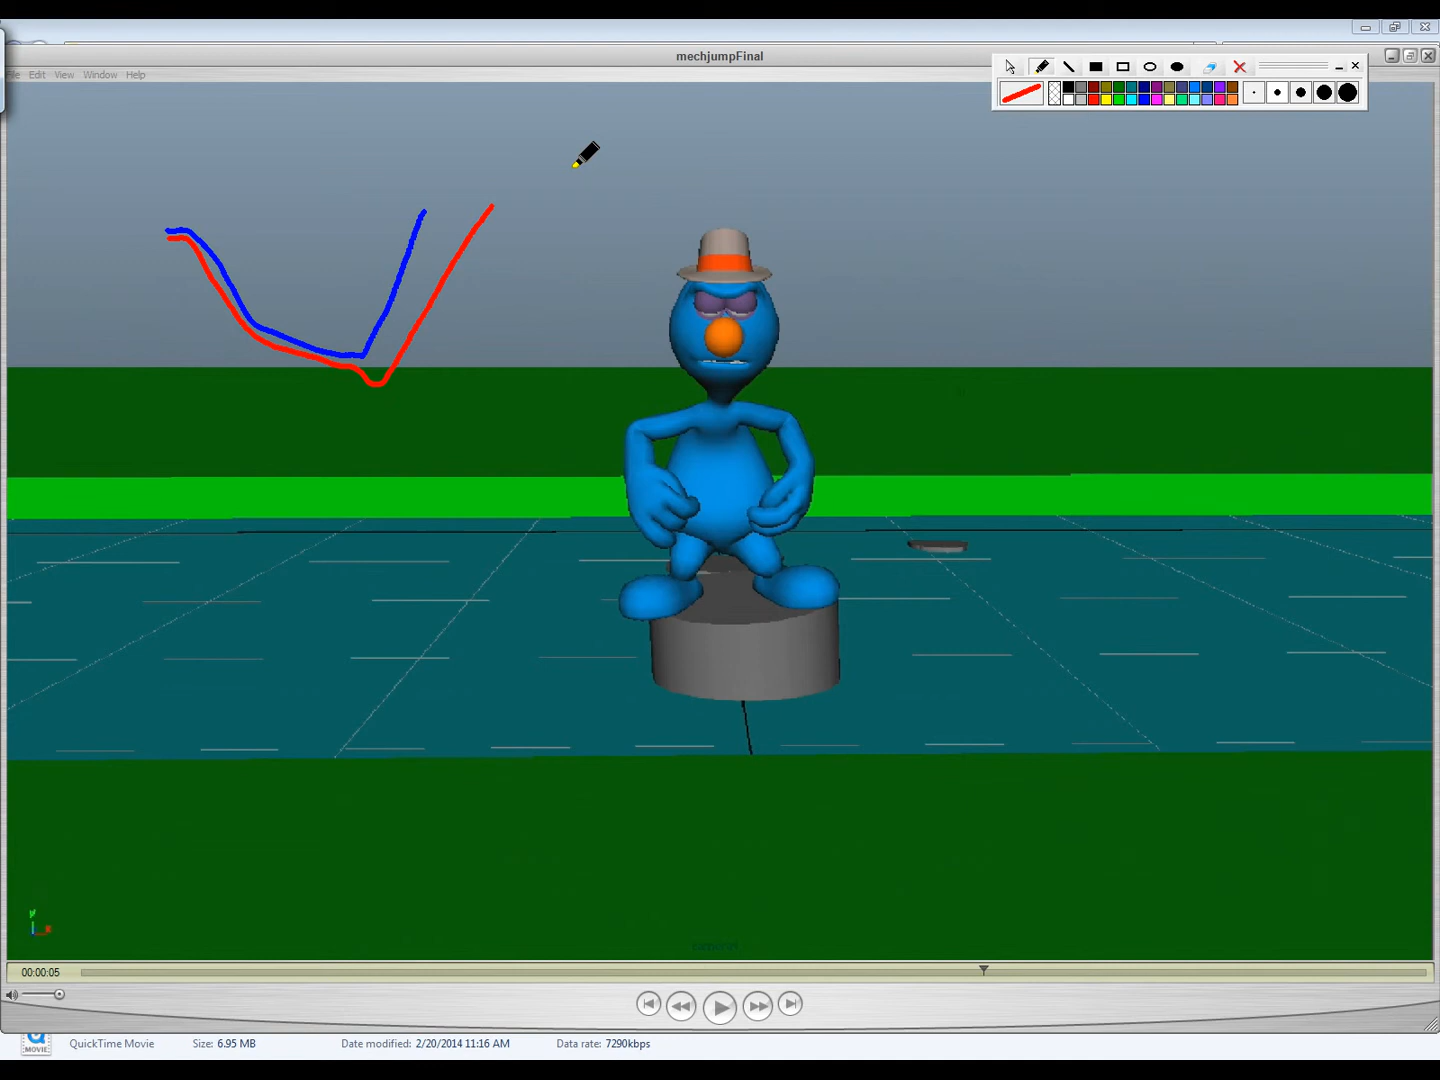 mechjumpFinal
File Edit View Window Help
y
x
00:00:05
MOVIE
QuickTime Movie Size: 6.95 MB Date modified: 2/20/2014 11:16 AM Data rate: 7290kbps